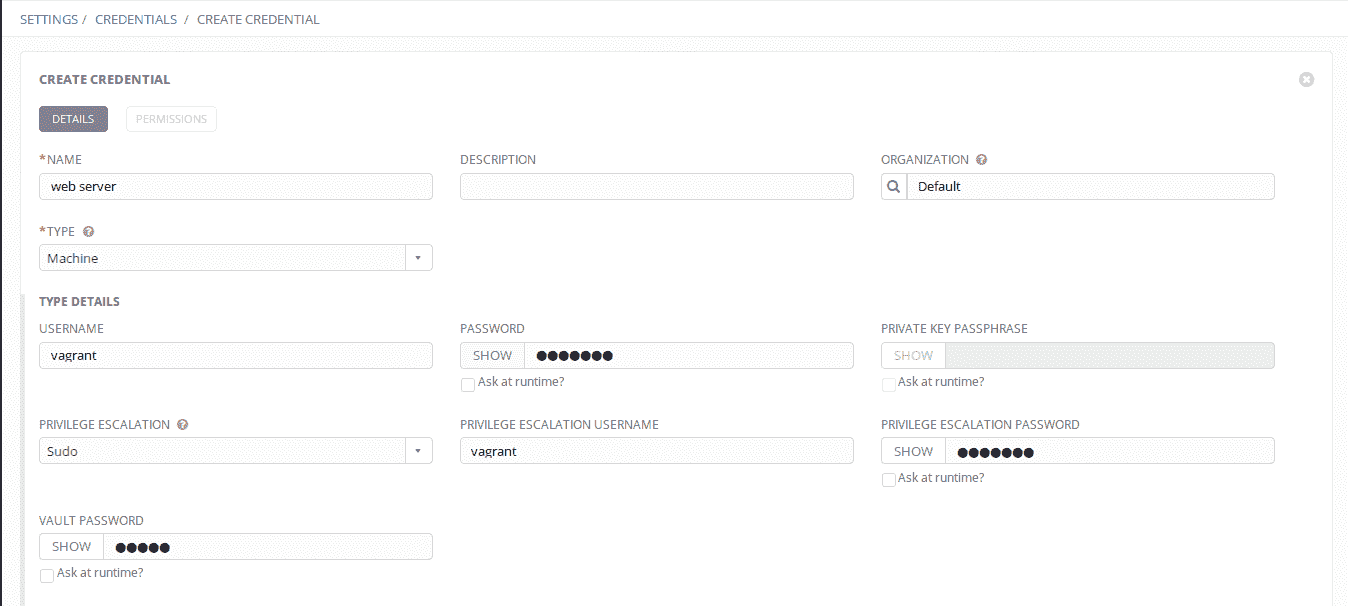 SETTINGS / CREDENTIALS / CREATE CREDENTIAL
CREATE CREDENTIAL
DETAILS PERMISSIONS
*NAME DESCRIPTION ORGANIZATION ?
web server Default
*TYPE ?
Machine
TYPE DETAILS
USERNAME PASSWORD PRIVATE KEY PASSPHRASE
vagrant SHOW ●●●●●●● SHOW
Ask at runtime? Ask at runtime?
PRIVILEGE ESCALATION ? PRIVILEGE ESCALATION USERNAME PRIVILEGE ESCALATION PASSWORD
Sudo vagrant SHOW ●●●●●●●
Ask at runtime?
VAULT PASSWORD
SHOW ●●●●●
Ask at runtime?